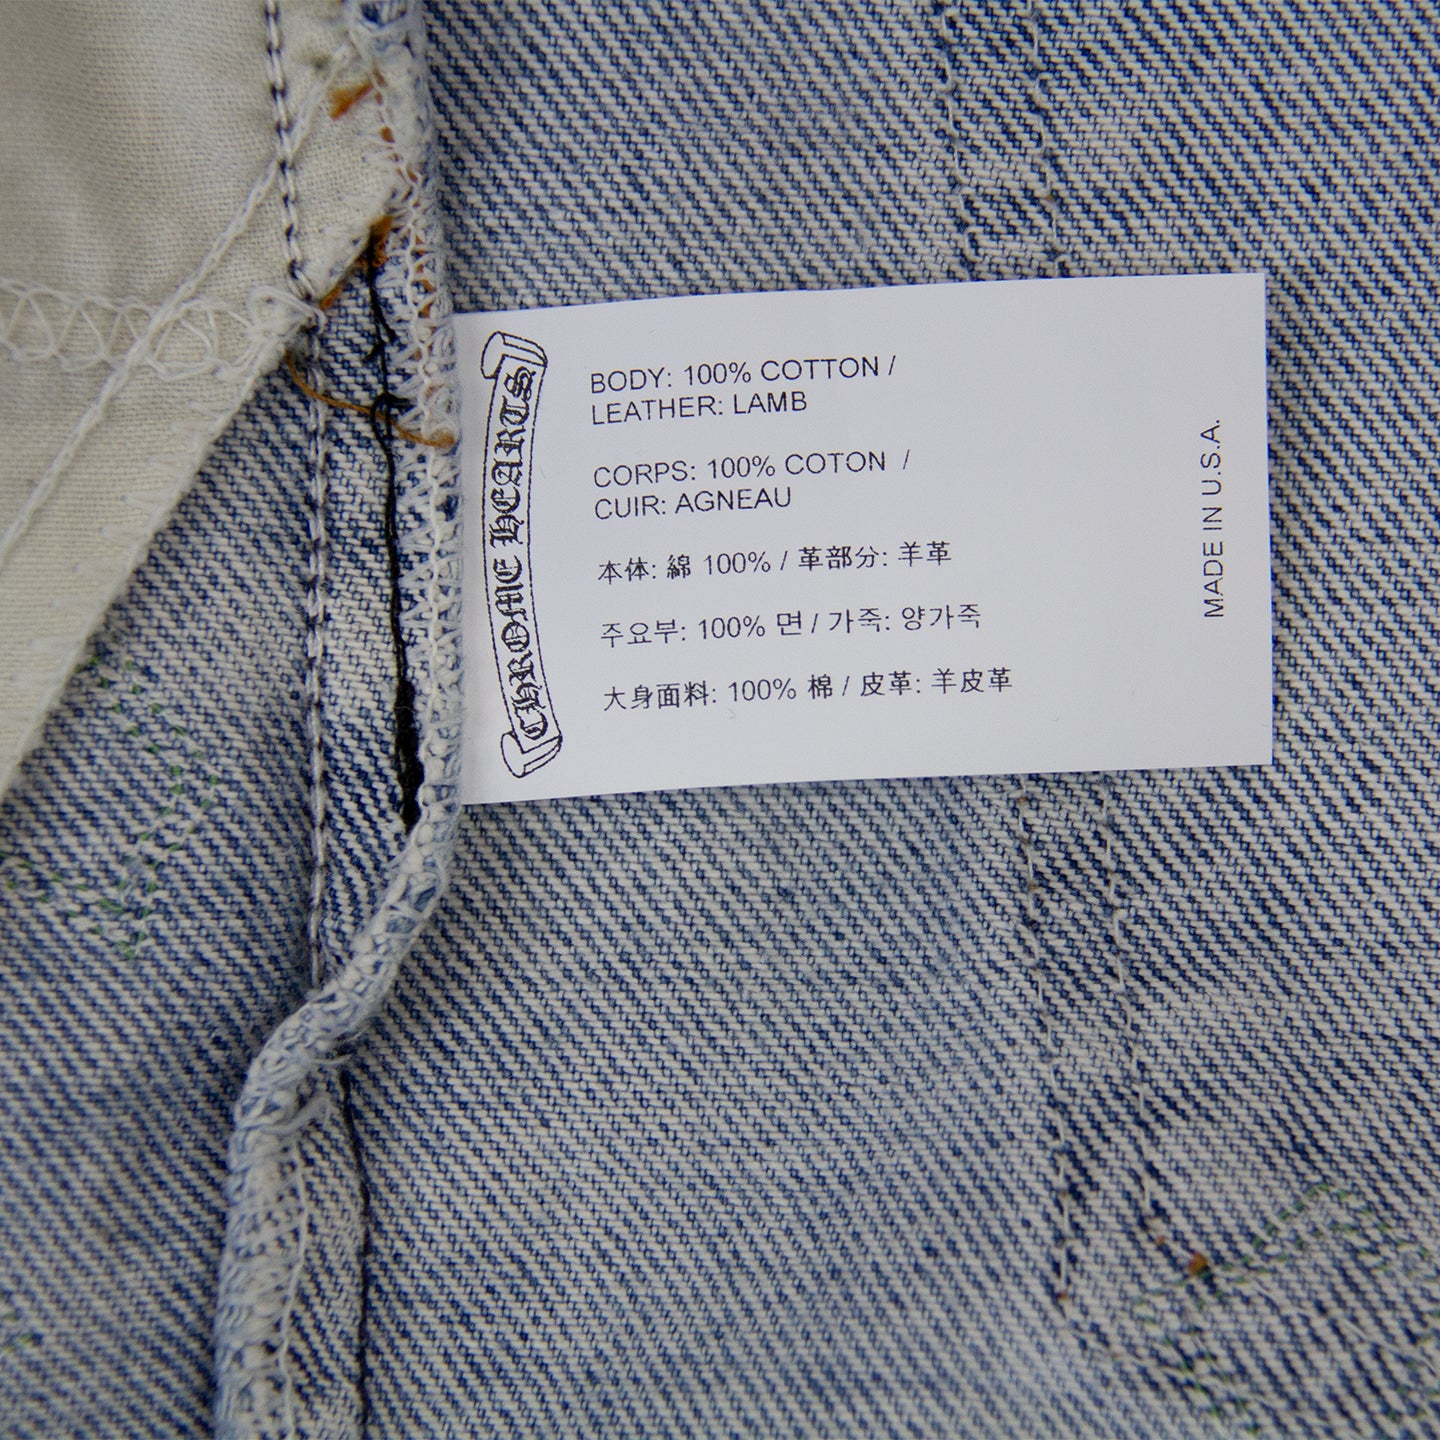 CHROME HEARTS
BODY: 100% COTTON /
LEATHER: LAMB
CORPS: 100% COTON /
CUIR: AGNEAU
本体: 綿 100% / 革部分: 羊革
주요부: 100% 면 / 가죽: 양가죽
大身面料: 100% 棉 / 皮革: 羊皮革
MADE IN U.S.A.